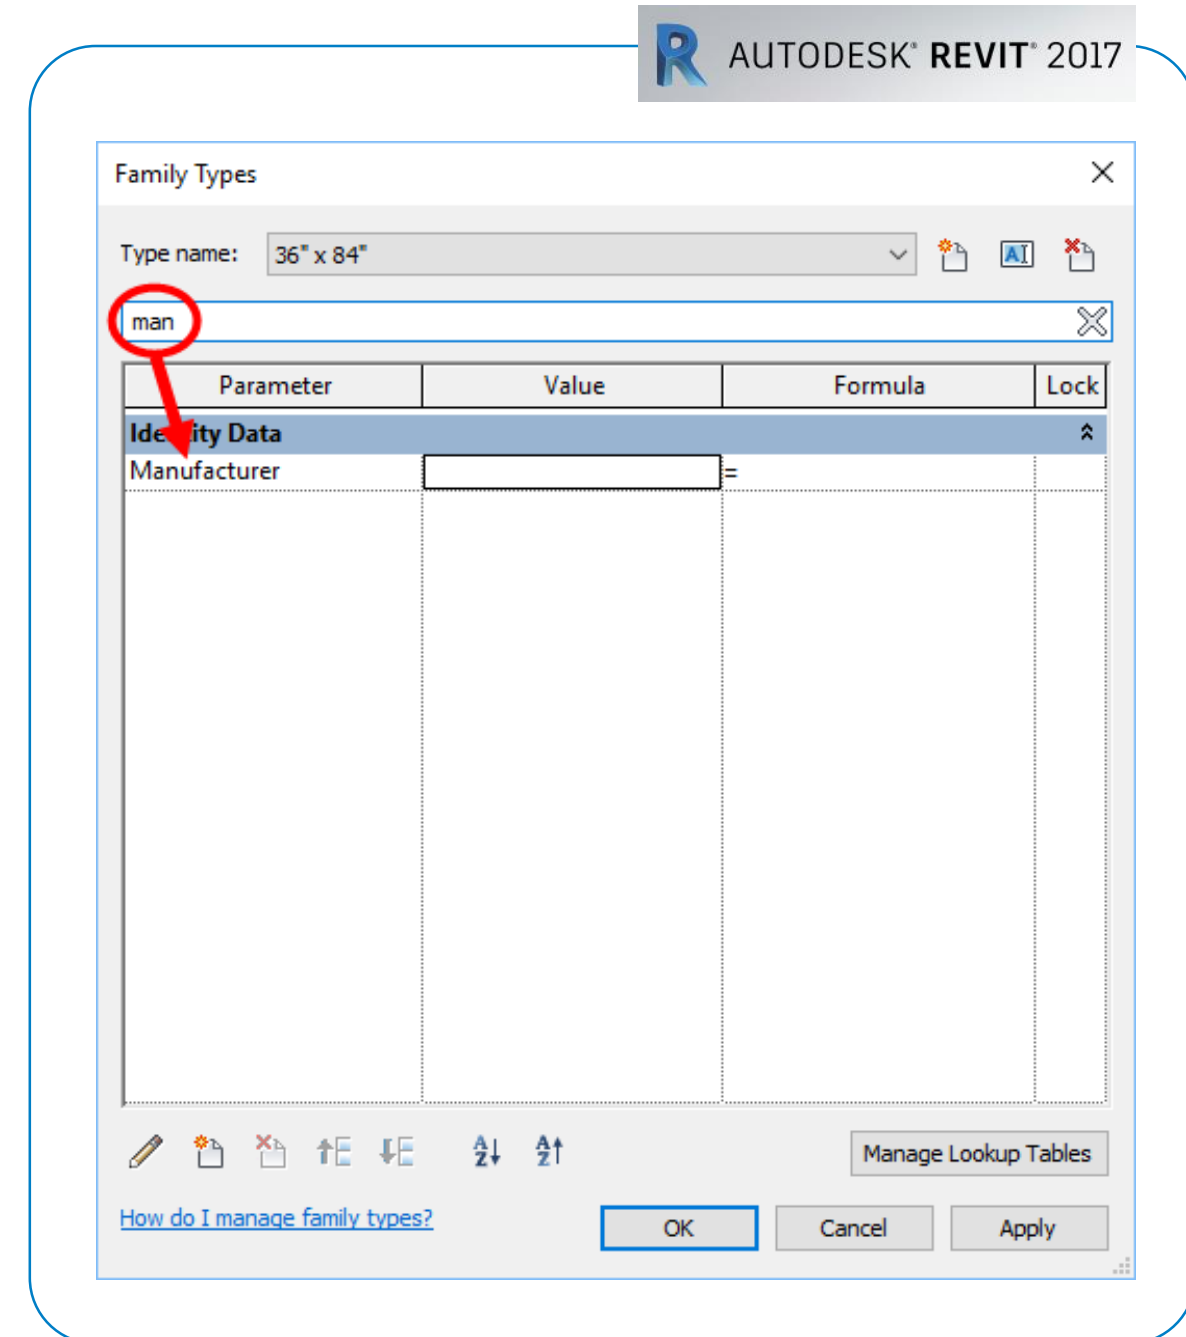 AUTODESK® REVIT® 2017
Family Types
Type name: 36" x 84"
man
Parameter Value Formula Lock
Identity Data
Manufacturer =
Manage Lookup Tables
How do I manage family types?
OK Cancel Apply